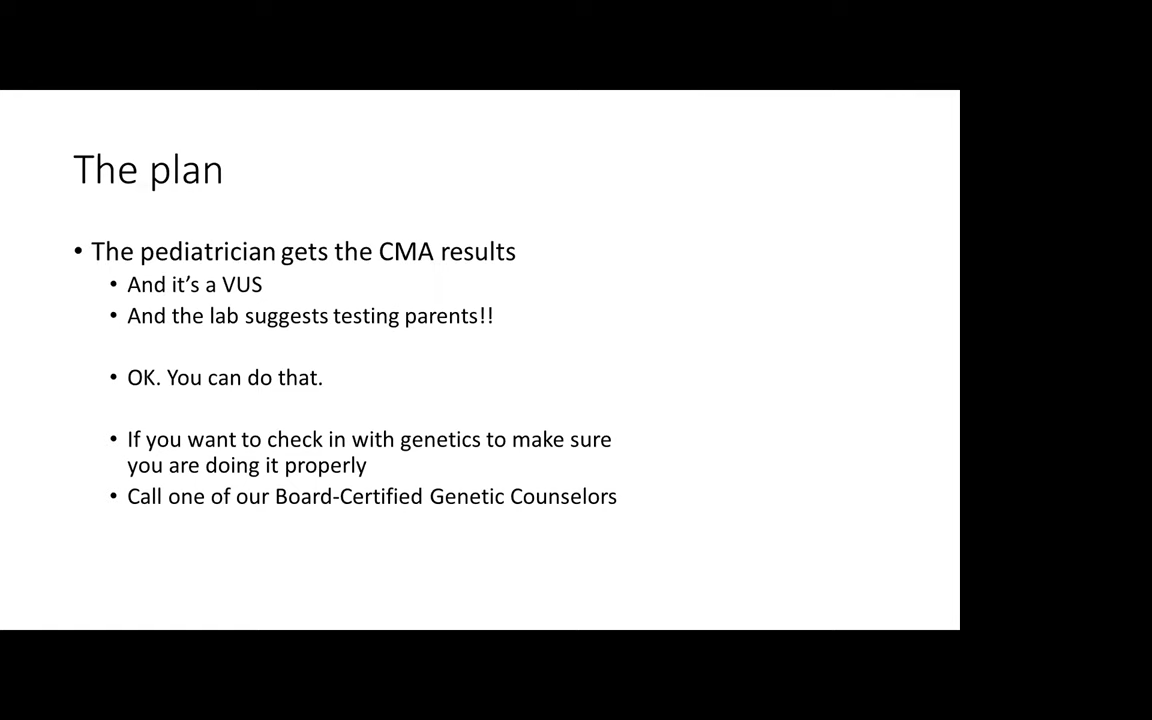 The plan
• The pediatrician gets the CMA results
• And it’s a VUS
• And the lab suggests testing parents!!
• OK. You can do that.
• If you want to check in with genetics to make sure
you are doing it properly
• Call one of our Board-Certified Genetic Counselors